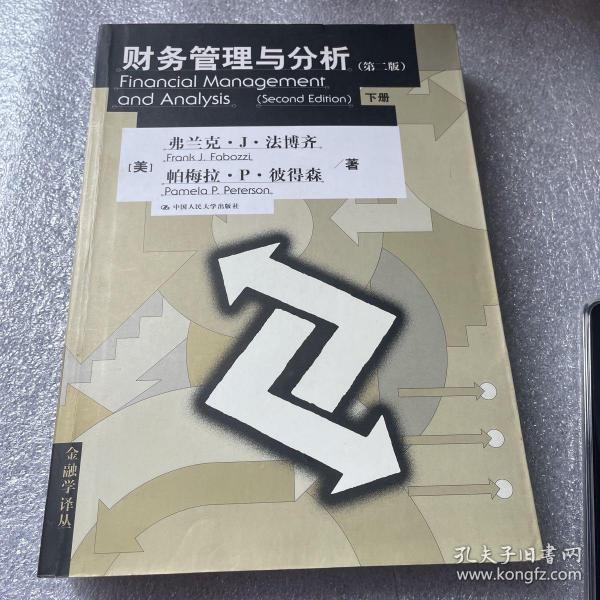 财务管理与分析（第二版）
Financial Management
and Analysis (Second Edition) 下册
弗兰克·J·法博齐
Frank J. Fabozzi
[美] /著
帕梅拉·P·彼得森
Pamela P. Peterson
中国人民大学出版社
金融学译丛
孔夫子旧書网
www.kongfz.com